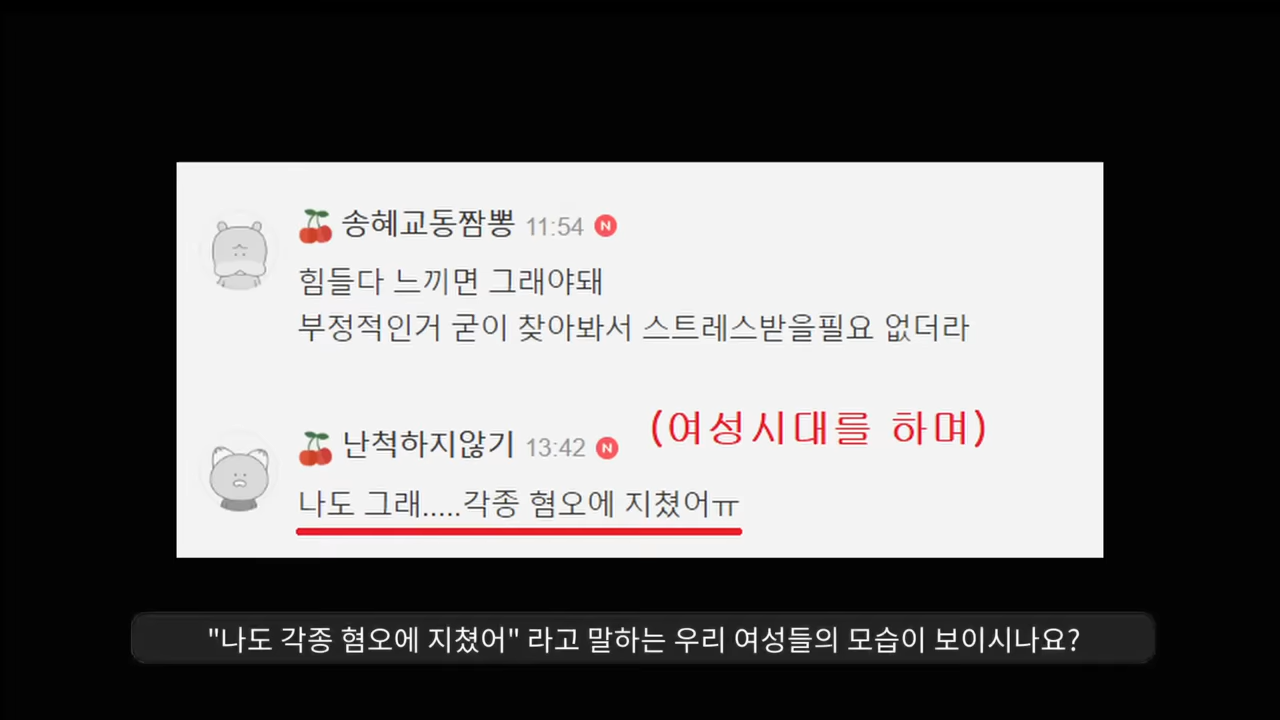 송혜교동짬뽕 11:54 N
힘들다 느끼면 그래야돼
부정적인거 굳이 찾아봐서 스트레스받을필요 없더라
난척하지않기 13:42 N
(여성시대를 하며)
나도 그래.....각종 혐오에 지쳤어ㅠ
"나도 각종 혐오에 지쳤어" 라고 말하는 우리 여성들의 모습이 보이시나요?